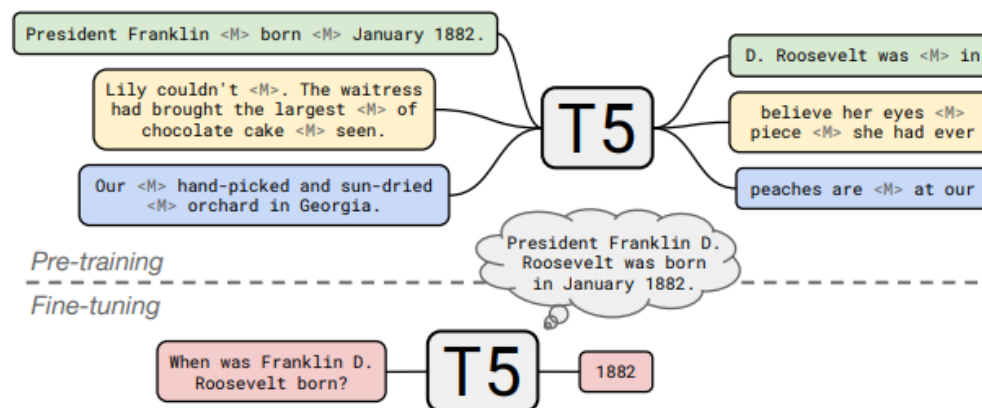 President Franklin <M> born <M> January 1882.
D. Roosevelt was <M> in
Lily couldn't <M>. The waitress
had brought the largest <M> of
chocolate cake <M> seen.
believe her eyes <M>
piece <M> she had ever
T5
Our <M> hand-picked and sun-dried
<M> orchard in Georgia.
peaches are <M> at our
Pre-training
President Franklin D.
Roosevelt was born
in January 1882.
Fine-tuning
When was Franklin D.
Roosevelt born?
T5
1882